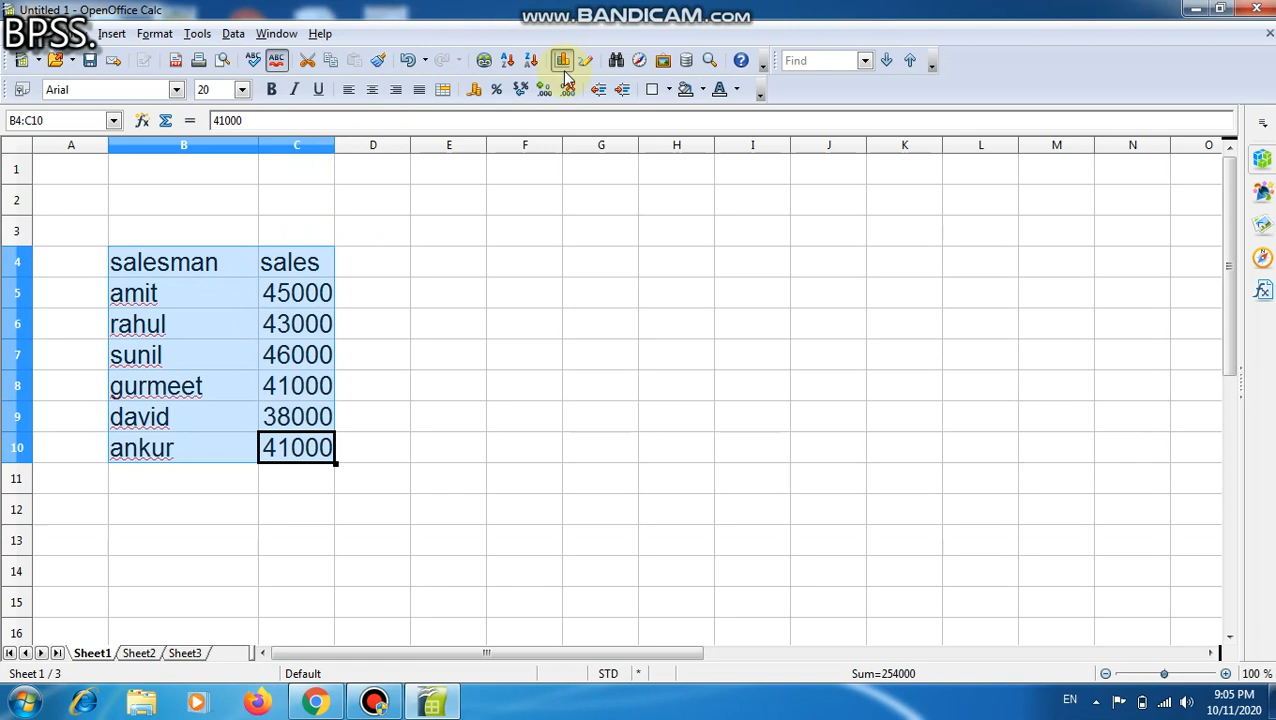 Untitled 1 - OpenOffice Calc
www.BANDICAM.com
BPSS.
Insert Format Tools Data Window Help
ABC ABC Find
Arial 20 B I U
B4:C10 41000
A B C D E F G H I J K L M N O
1
2
3
4 salesman sales
5 amit 45000
6 rahul 43000
7 sunil 46000
8 gurmeet 41000
9 david 38000
10 ankur 41000
11
12
13
14
15
16
Sheet1 Sheet2 Sheet3
Sheet 1 / 3 Default STD * Sum=254000 100 %
EN 9:05 PM
10/11/2020